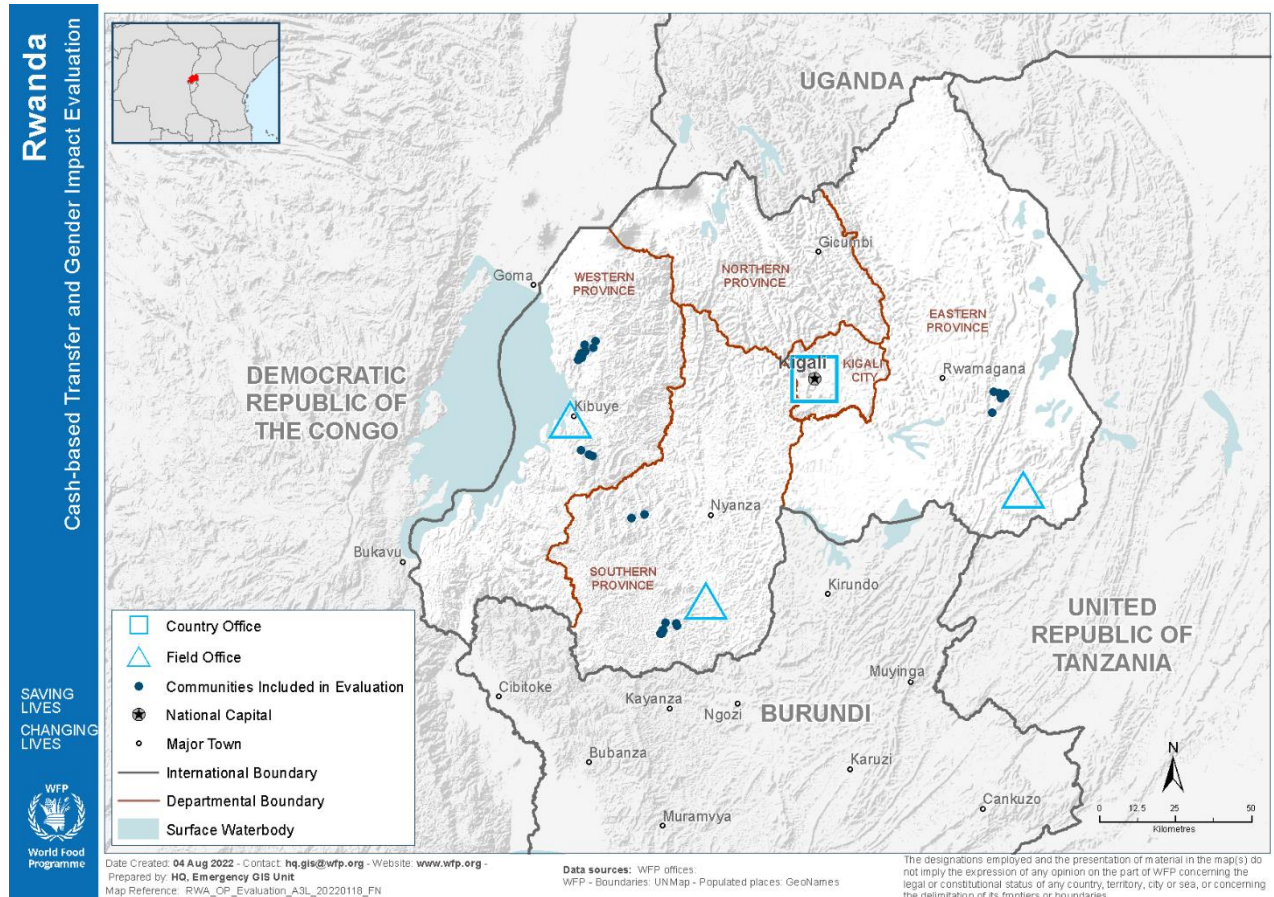 Rwanda
Cash-based Transfer and Gender Impact Evaluation
SAVING
LIVES
CHANGING
LIVES
WFP
World Food
Programme
UGANDA
Gicumbi
NORTHERN
PROVINCE
WESTERN
PROVINCE
Goma
EASTERN
PROVINCE
Kigali
KIGALI
CITY
Rwamagana
DEMOCRATIC
REPUBLIC OF
THE CONGO
Kibuye
Nyanza
Bukavu
SOUTHERN
PROVINCE
Kirundo
UNITED
REPUBLIC OF
TANZANIA
Muyinga
Cibitoke
Kayanza
Ngozi
BURUNDI
Bubanza
Karuzi
Cankuzo
Muramvya
Country Office
Field Office
Communities Included in Evaluation
National Capital
Major Town
International Boundary
Departmental Boundary
Surface Waterbody
N
0 12.5 25 50
Kilometres
Date Created: 04 Aug 2022 - Contact: hq.gis@wfp.org - Website: www.wfp.org -
Prepared by: HQ, Emergency GIS Unit
Map Reference: RWA_OP_Evaluation_A3L_20220118_FN
Data sources: WFP offices:
WFP - Boundaries: UNMap - Populated places: GeoNames
The designations employed and the presentation of material in the map(s) do
not imply the expression of any opinion on the part of WFP concerning the
legal or constitutional status of any country, territory, city or sea, or concerning
the delimitation of its frontiers or boundaries.